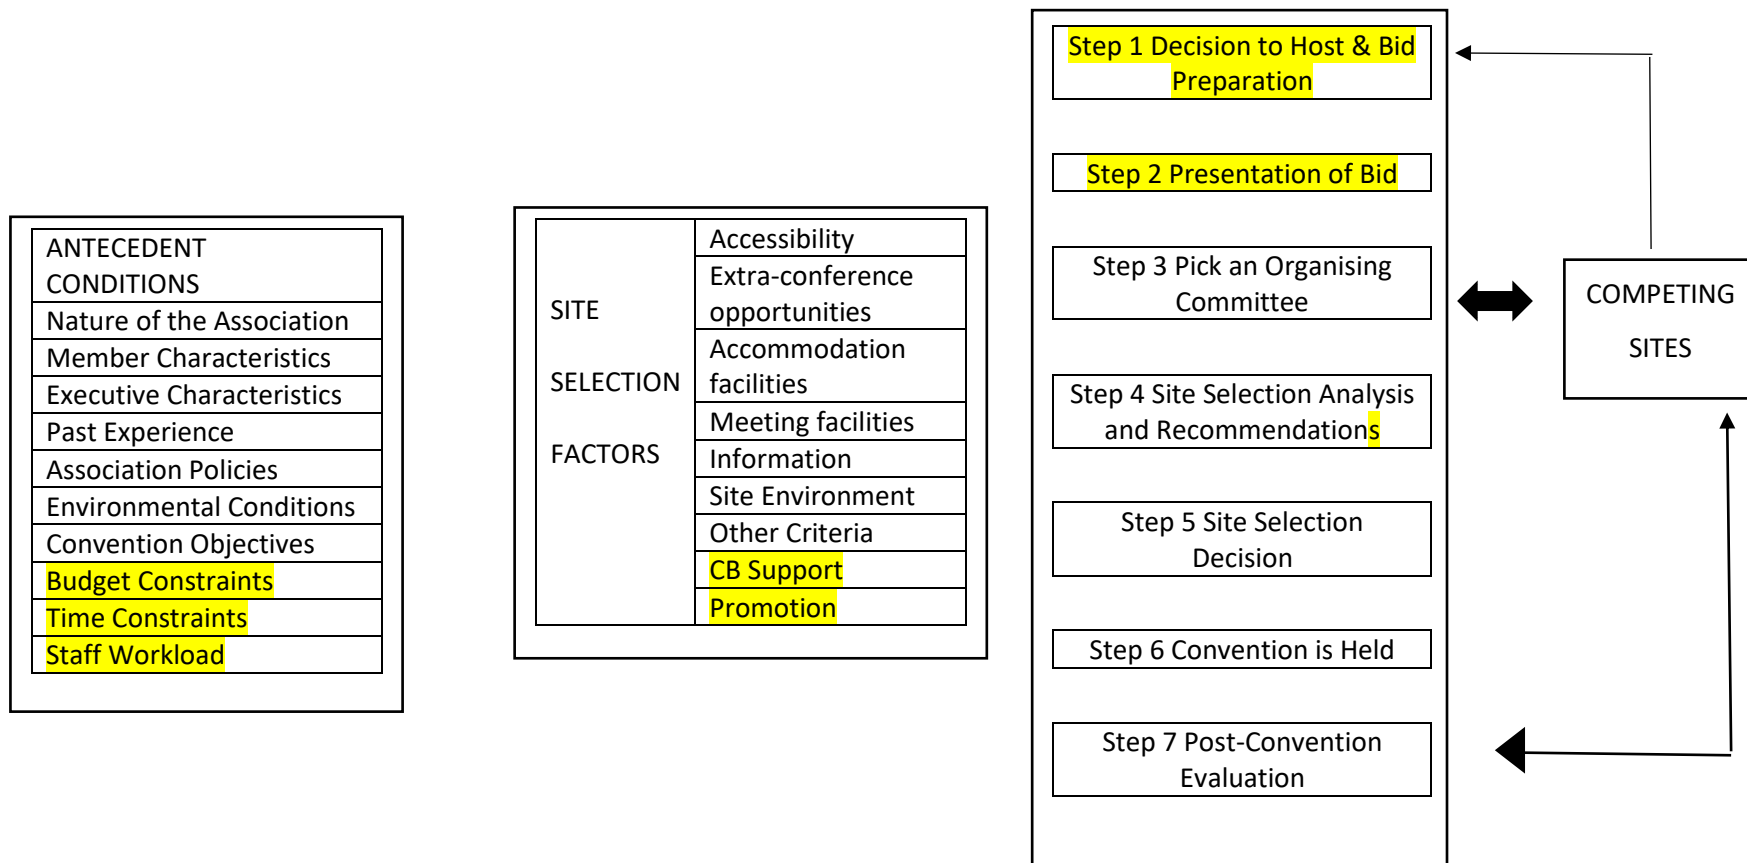 ANTECEDENT
CONDITIONS
Nature of the Association
Member Characteristics
Executive Characteristics
Past Experience
Association Policies
Environmental Conditions
Convention Objectives
Budget Constraints
Time Constraints
Staff Workload
SITE
SELECTION
FACTORS
Accessibility
Extra-conference
opportunities
Accommodation
facilities
Meeting facilities
Information
Site Environment
Other Criteria
CB Support
Promotion
Step 1 Decision to Host & Bid
Preparation
Step 2 Presentation of Bid
Step 3 Pick an Organising
Committee
Step 4 Site Selection Analysis
and Recommendations
Step 5 Site Selection
Decision
Step 6 Convention is Held
Step 7 Post-Convention
Evaluation
COMPETING
SITES